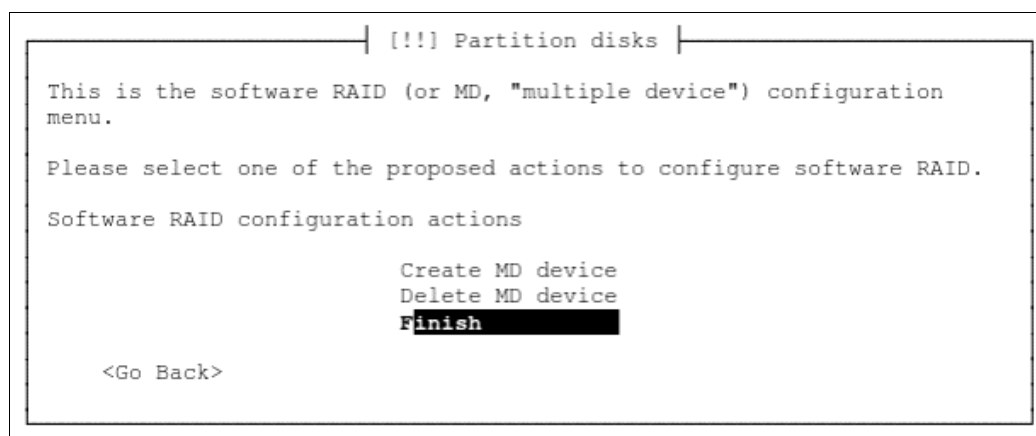 [!!] Partition disks
This is the software RAID (or MD, "multiple device") configuration
menu.
Please select one of the proposed actions to configure software RAID.
Software RAID configuration actions
Create MD device
Delete MD device
Finish
<Go Back>